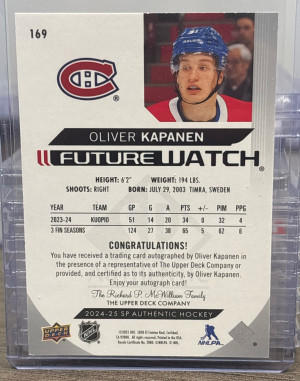 169
OLIVER KAPANEN
FUTURE WATCH
HEIGHT: 6'2" WEIGHT: 194 LBS.
SHOOTS: RIGHT BORN: JULY 29, 2003 TIMRA, SWEDEN
YEAR TEAM GP G A PTS +/- PIM PPG
2023-24 KUOPIO 51 14 20 34 0 32 4
3 FIN SEASONS 124 27 38 65 5 62 6
CONGRATULATIONS!
You have received a trading card autographed by Oliver Kapanen
in the presence of a representative of The Upper Deck Company or
provided, and certified as to its authenticity, by Oliver Kapanen.
Enjoy your autograph card!
The Richard P. McWilliam Family
THE UPPER DECK COMPANY
2024-25 SP AUTHENTIC HOCKEY
UPPER DECK
NHL
NHLPA